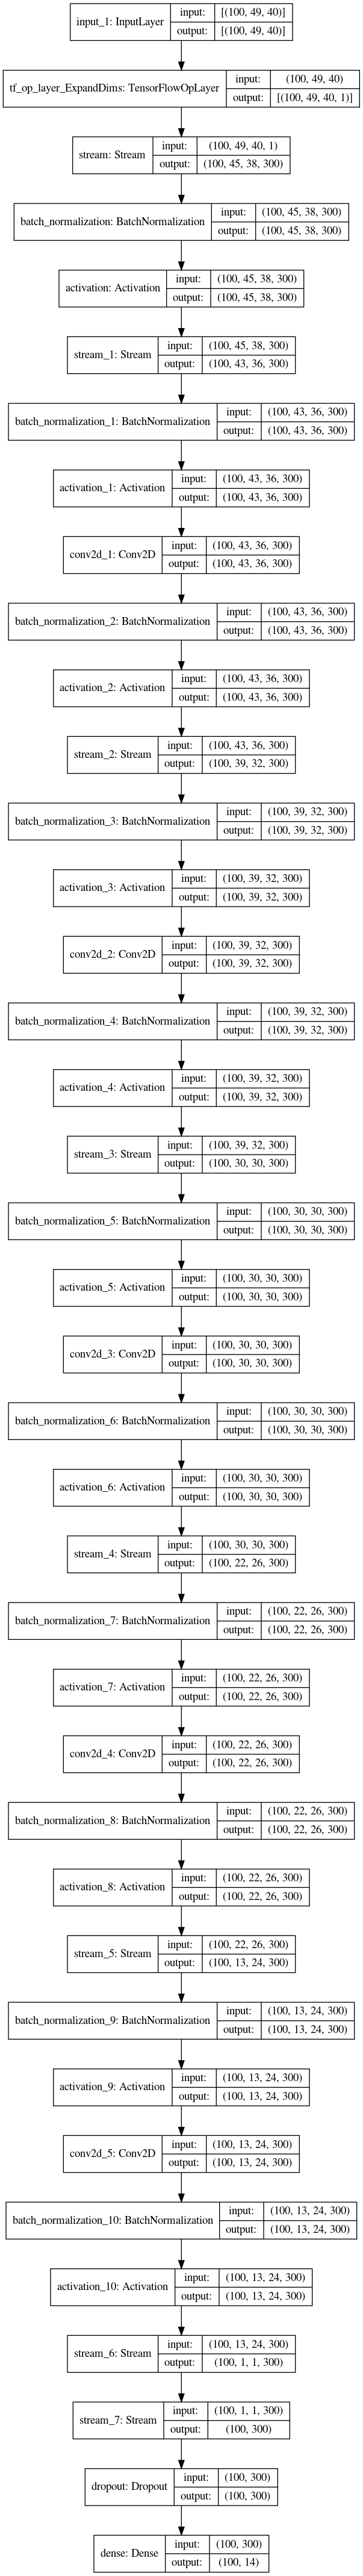 input_1: InputLayer
input: [(100, 49, 40)]
output: [(100, 49, 40)]
tf_op_layer_ExpandDims: TensorFlowOpLayer
input: (100, 49, 40)
output: [(100, 49, 40, 1)]
stream: Stream
input: (100, 49, 40, 1)
output: (100, 45, 38, 300)
batch_normalization: BatchNormalization
input: (100, 45, 38, 300)
output: (100, 45, 38, 300)
activation: Activation
input: (100, 45, 38, 300)
output: (100, 45, 38, 300)
stream_1: Stream
input: (100, 45, 38, 300)
output: (100, 43, 36, 300)
batch_normalization_1: BatchNormalization
input: (100, 43, 36, 300)
output: (100, 43, 36, 300)
activation_1: Activation
input: (100, 43, 36, 300)
output: (100, 43, 36, 300)
conv2d_1: Conv2D
input: (100, 43, 36, 300)
output: (100, 43, 36, 300)
batch_normalization_2: BatchNormalization
input: (100, 43, 36, 300)
output: (100, 43, 36, 300)
activation_2: Activation
input: (100, 43, 36, 300)
output: (100, 43, 36, 300)
stream_2: Stream
input: (100, 43, 36, 300)
output: (100, 39, 32, 300)
batch_normalization_3: BatchNormalization
input: (100, 39, 32, 300)
output: (100, 39, 32, 300)
activation_3: Activation
input: (100, 39, 32, 300)
output: (100, 39, 32, 300)
conv2d_2: Conv2D
input: (100, 39, 32, 300)
output: (100, 39, 32, 300)
batch_normalization_4: BatchNormalization
input: (100, 39, 32, 300)
output: (100, 39, 32, 300)
activation_4: Activation
input: (100, 39, 32, 300)
output: (100, 39, 32, 300)
stream_3: Stream
input: (100, 39, 32, 300)
output: (100, 30, 30, 300)
batch_normalization_5: BatchNormalization
input: (100, 30, 30, 300)
output: (100, 30, 30, 300)
activation_5: Activation
input: (100, 30, 30, 300)
output: (100, 30, 30, 300)
conv2d_3: Conv2D
input: (100, 30, 30, 300)
output: (100, 30, 30, 300)
batch_normalization_6: BatchNormalization
input: (100, 30, 30, 300)
output: (100, 30, 30, 300)
activation_6: Activation
input: (100, 30, 30, 300)
output: (100, 30, 30, 300)
stream_4: Stream
input: (100, 30, 30, 300)
output: (100, 22, 26, 300)
batch_normalization_7: BatchNormalization
input: (100, 22, 26, 300)
output: (100, 22, 26, 300)
activation_7: Activation
input: (100, 22, 26, 300)
output: (100, 22, 26, 300)
conv2d_4: Conv2D
input: (100, 22, 26, 300)
output: (100, 22, 26, 300)
batch_normalization_8: BatchNormalization
input: (100, 22, 26, 300)
output: (100, 22, 26, 300)
activation_8: Activation
input: (100, 22, 26, 300)
output: (100, 22, 26, 300)
stream_5: Stream
input: (100, 22, 26, 300)
output: (100, 13, 24, 300)
batch_normalization_9: BatchNormalization
input: (100, 13, 24, 300)
output: (100, 13, 24, 300)
activation_9: Activation
input: (100, 13, 24, 300)
output: (100, 13, 24, 300)
conv2d_5: Conv2D
input: (100, 13, 24, 300)
output: (100, 13, 24, 300)
batch_normalization_10: BatchNormalization
input: (100, 13, 24, 300)
output: (100, 13, 24, 300)
activation_10: Activation
input: (100, 13, 24, 300)
output: (100, 13, 24, 300)
stream_6: Stream
input: (100, 13, 24, 300)
output: (100, 1, 1, 300)
stream_7: Stream
input: (100, 1, 1, 300)
output: (100, 300)
dropout: Dropout
input: (100, 300)
output: (100, 300)
dense: Dense
input: (100, 300)
output: (100, 14)